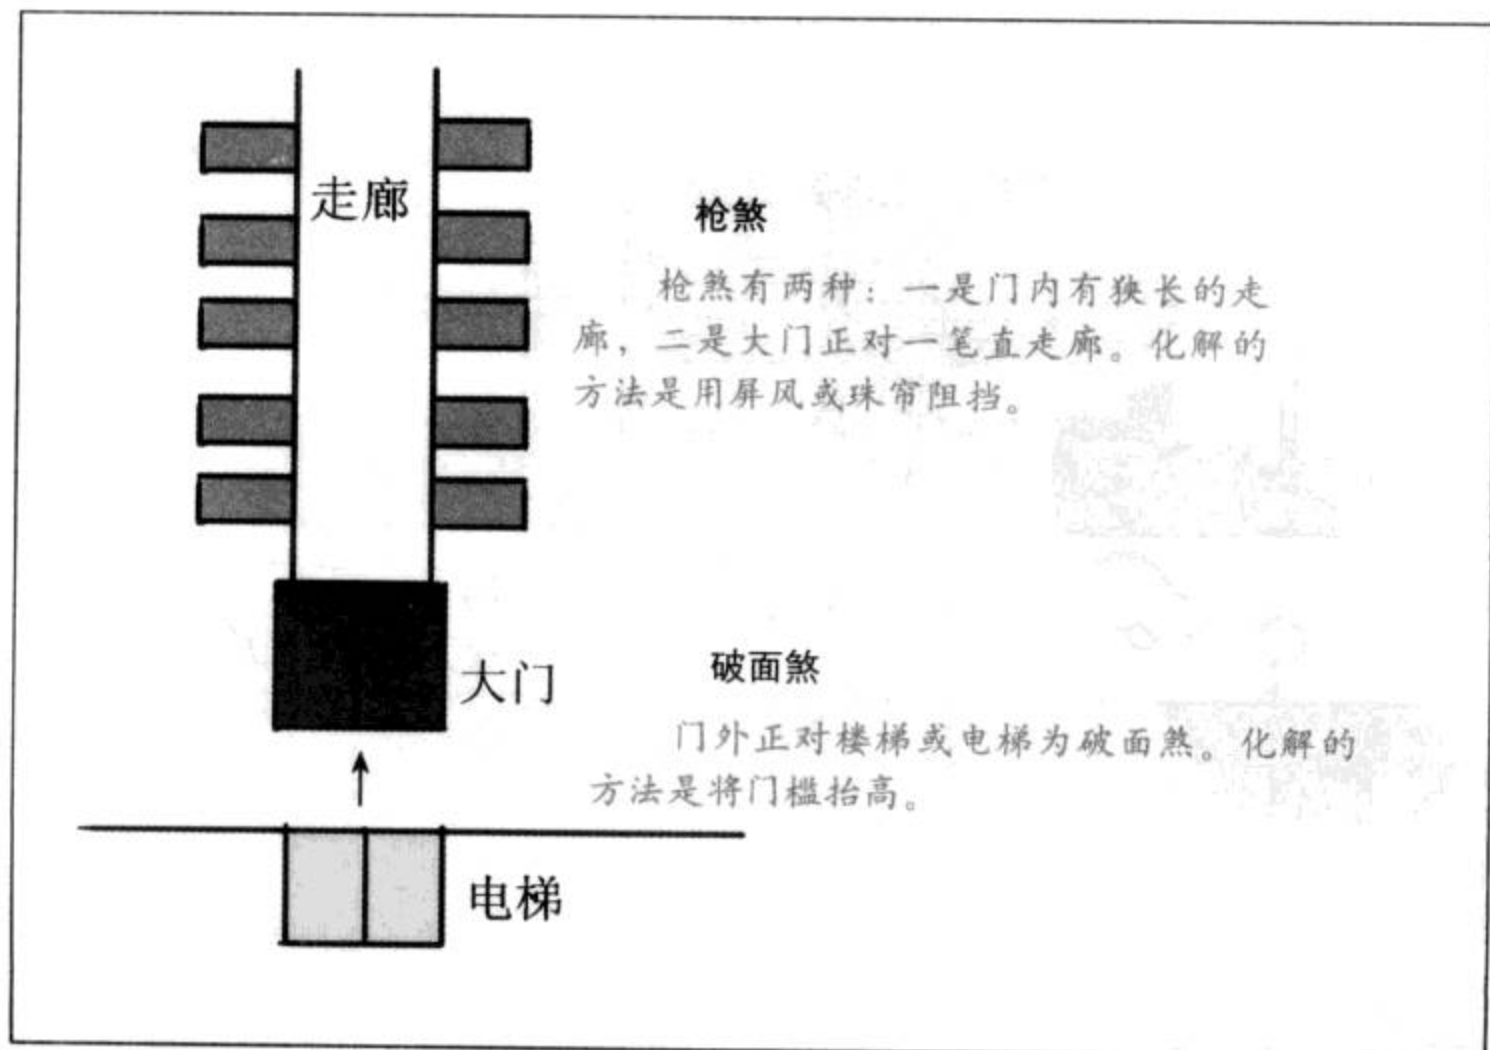 走廊
枪煞
枪煞有两种：一是门内有狭长的走
廊，二是大门正对一笔直走廊。化解的
方法是用屏风或珠帘阻挡。
大门
破面煞
门外正对楼梯或电梯为破面煞。化解的
方法是将门槛抬高。
电梯